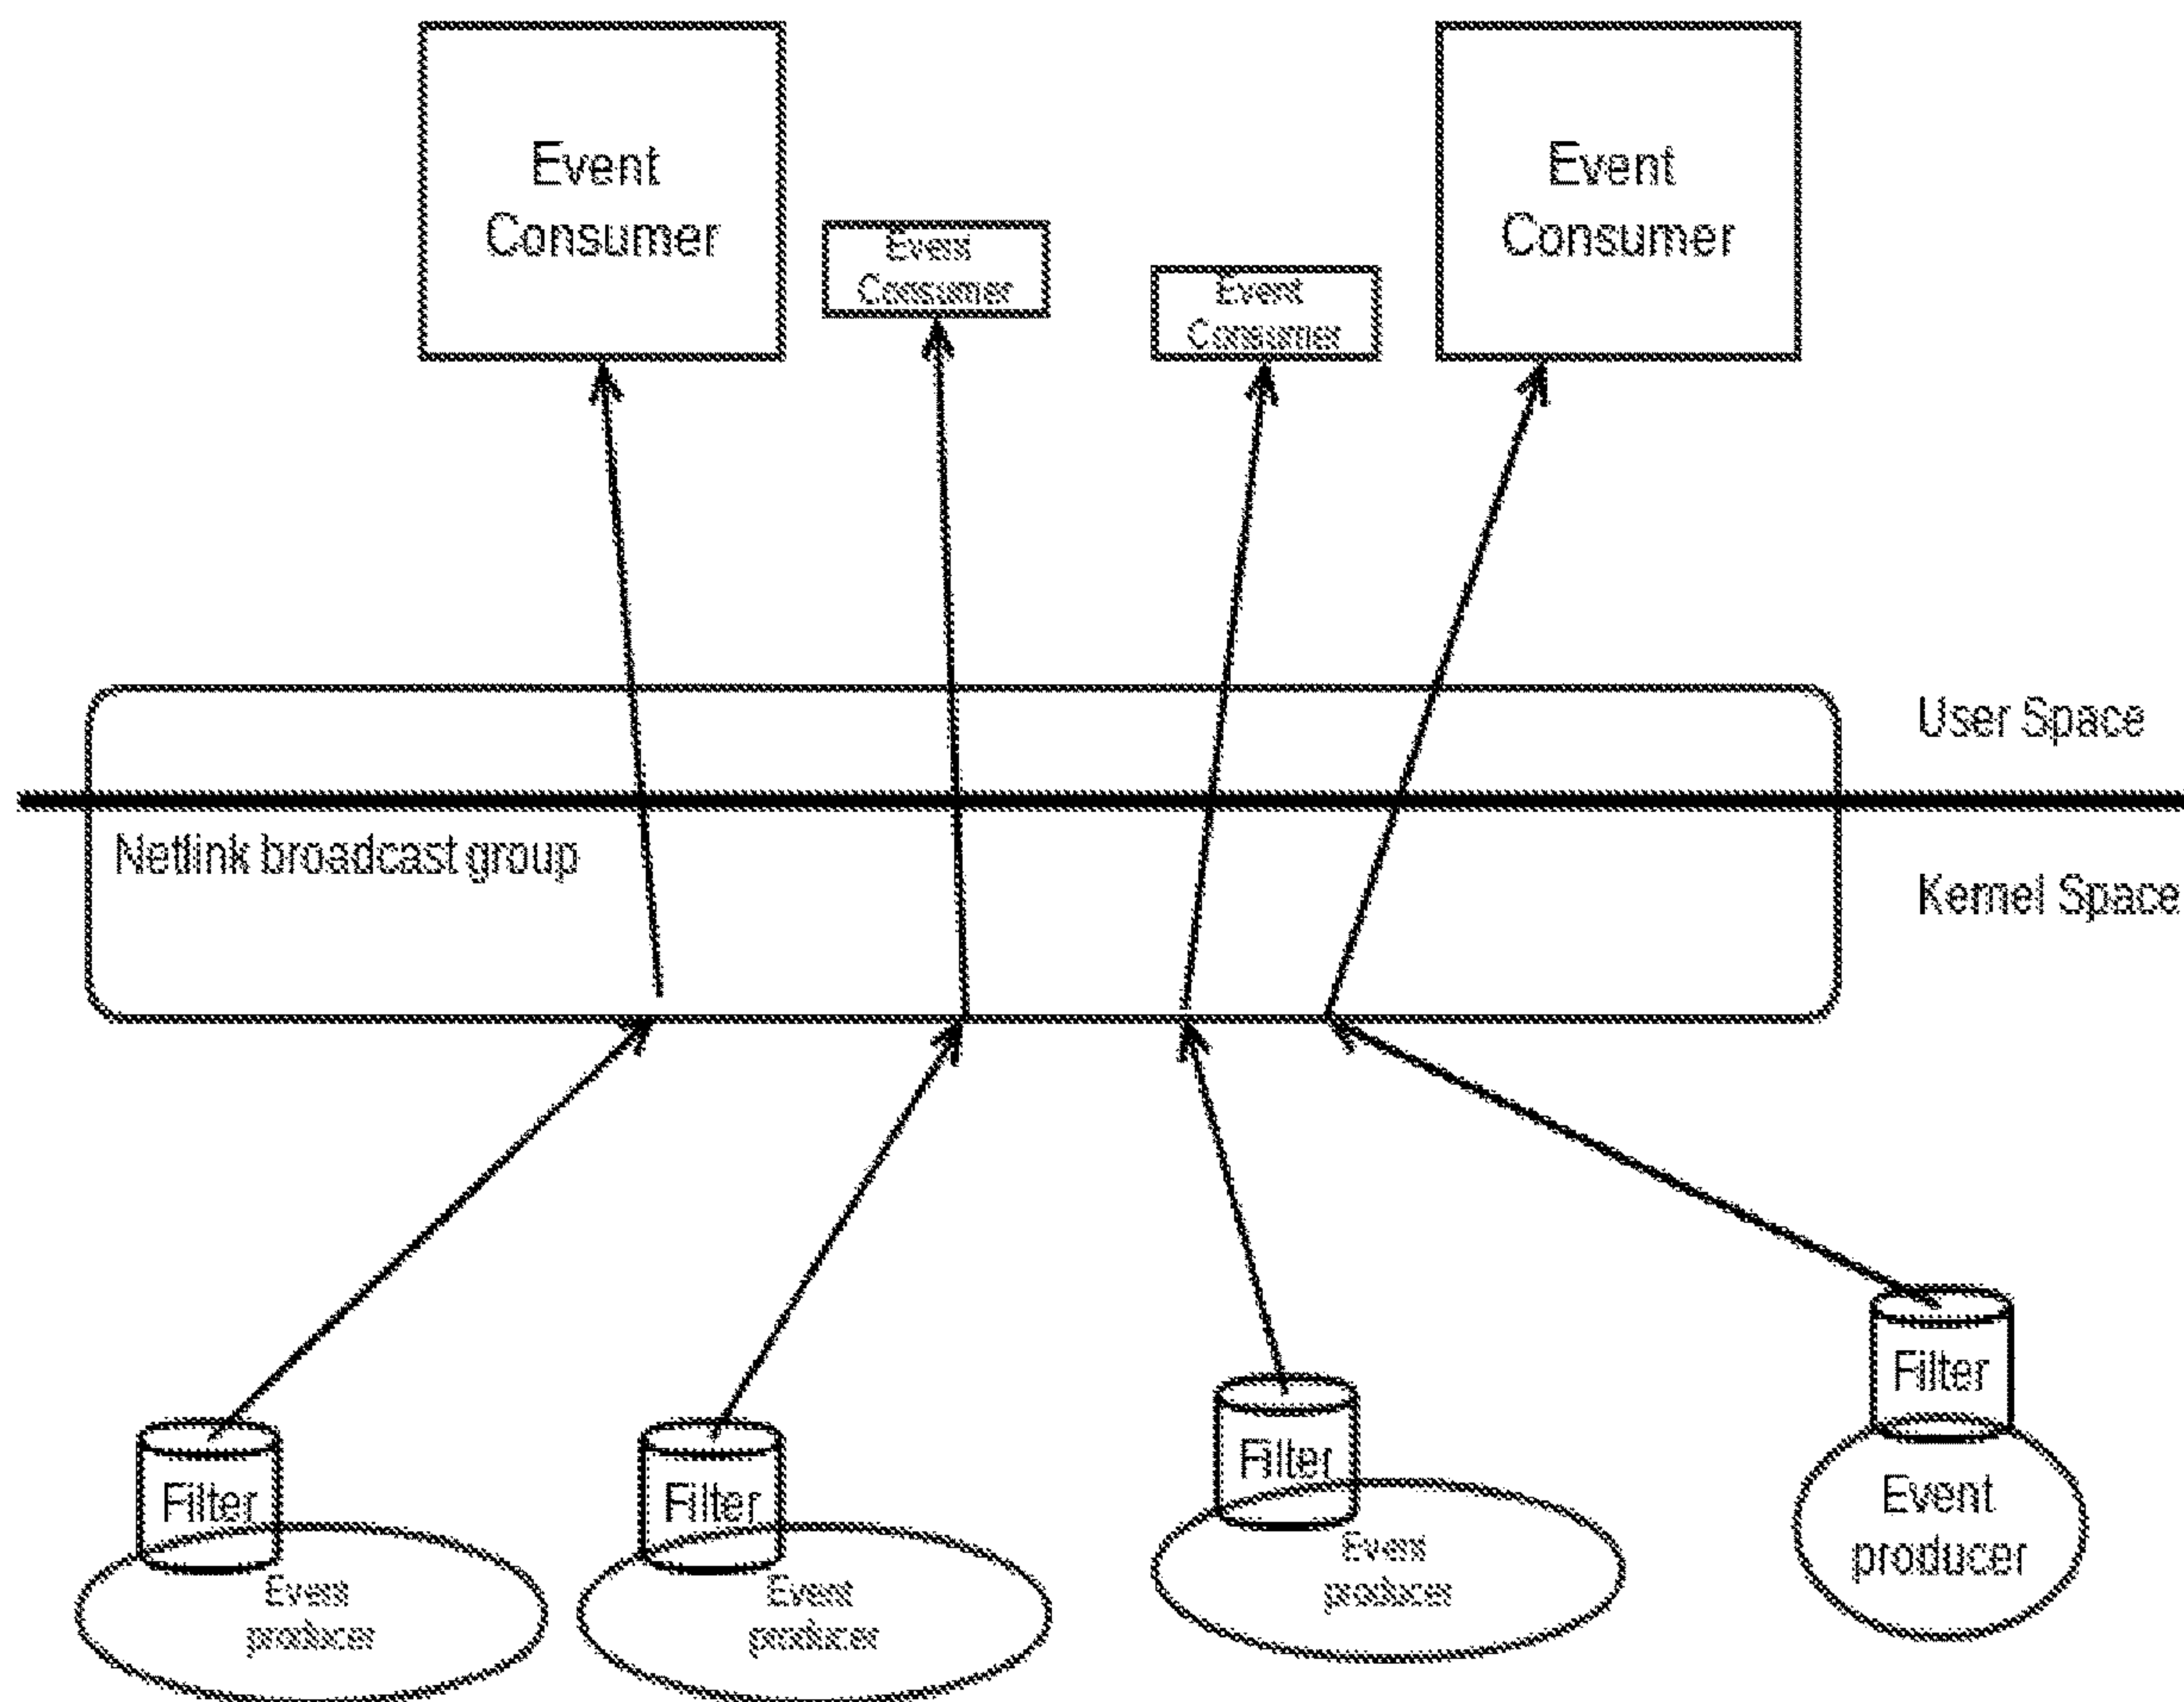 Event
Consumer
Event
Consumer
Event
Consumer
Event
Consumer
User Space
Netlink broadcast group
Kernel Space
Filter
Event
producer
Filter
Event
producer
Filter
Event
producer
Filter
Event
producer